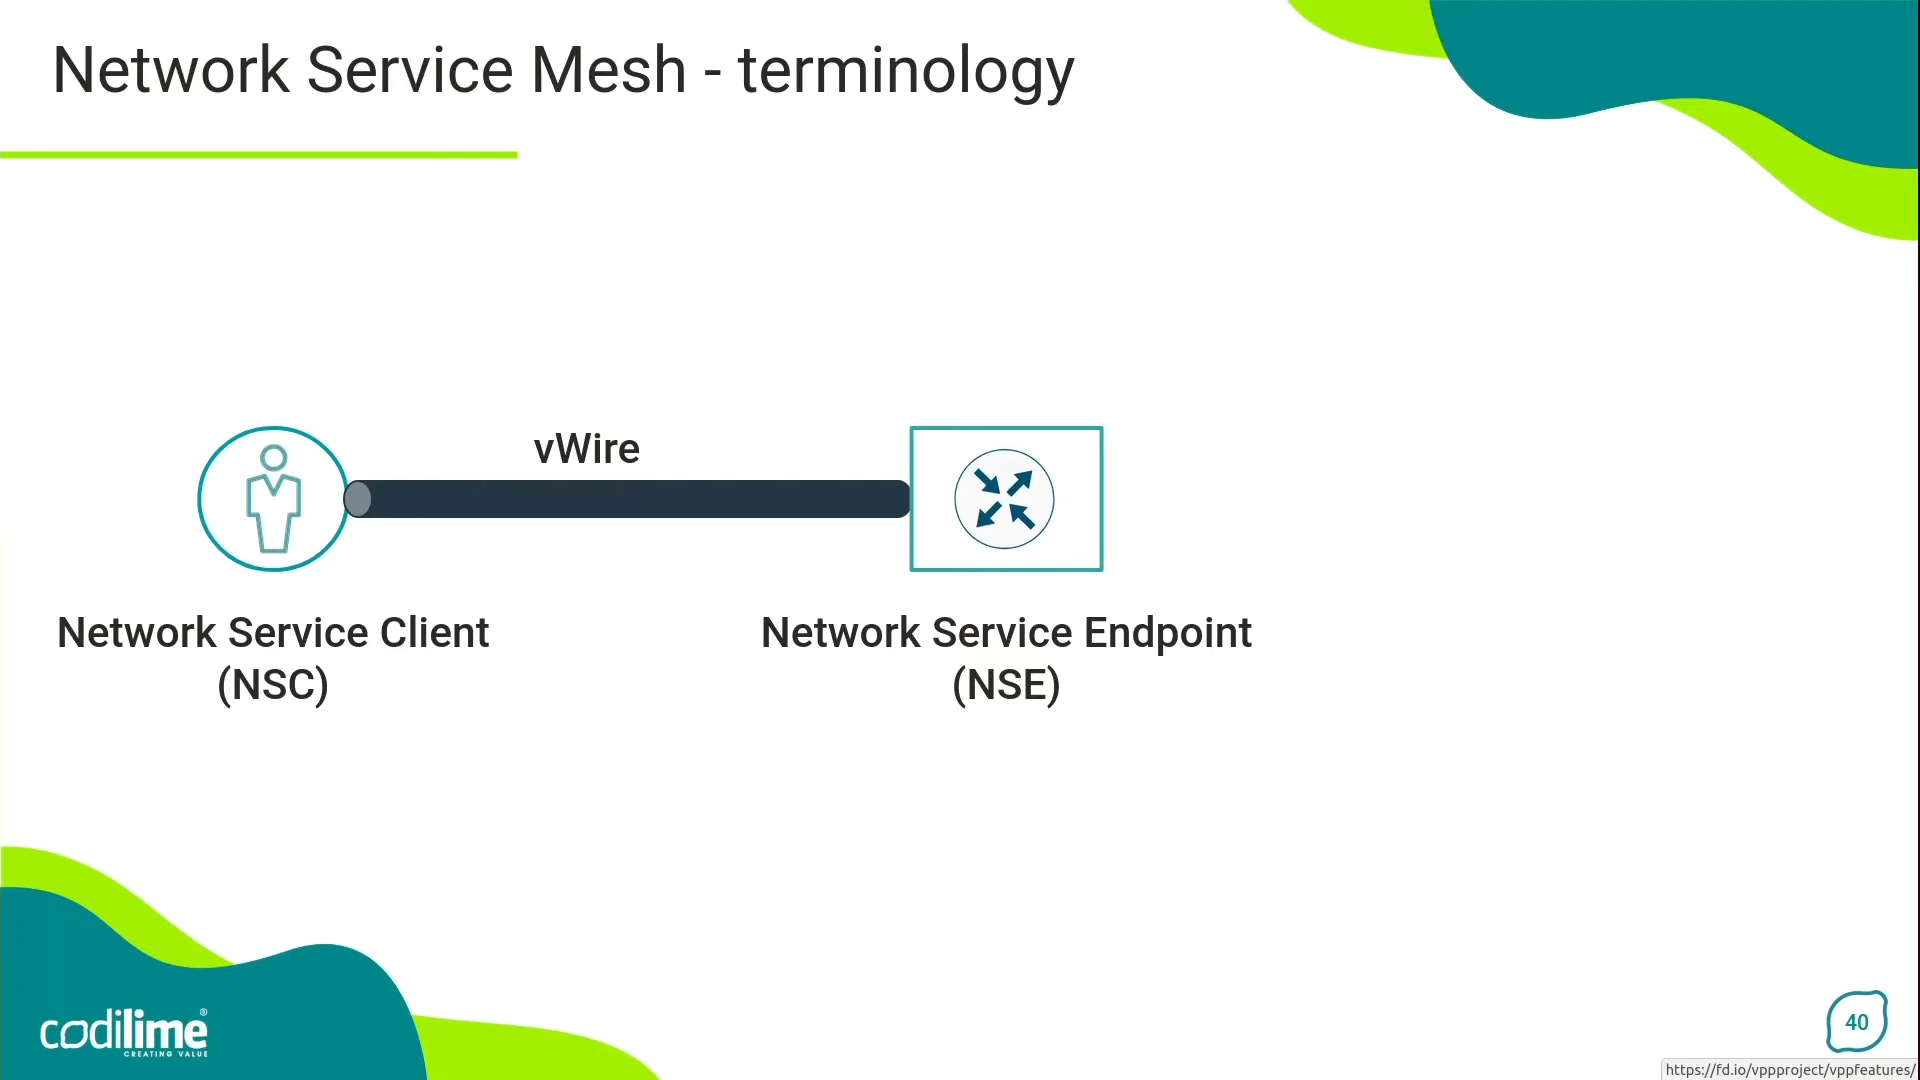 Network Service Mesh - terminology
vWire
Network Service Client
(NSC)
Network Service Endpoint
(NSE)
codilime®
CREATING VALUE
40
https://fd.io/vppproject/vppfeatures/